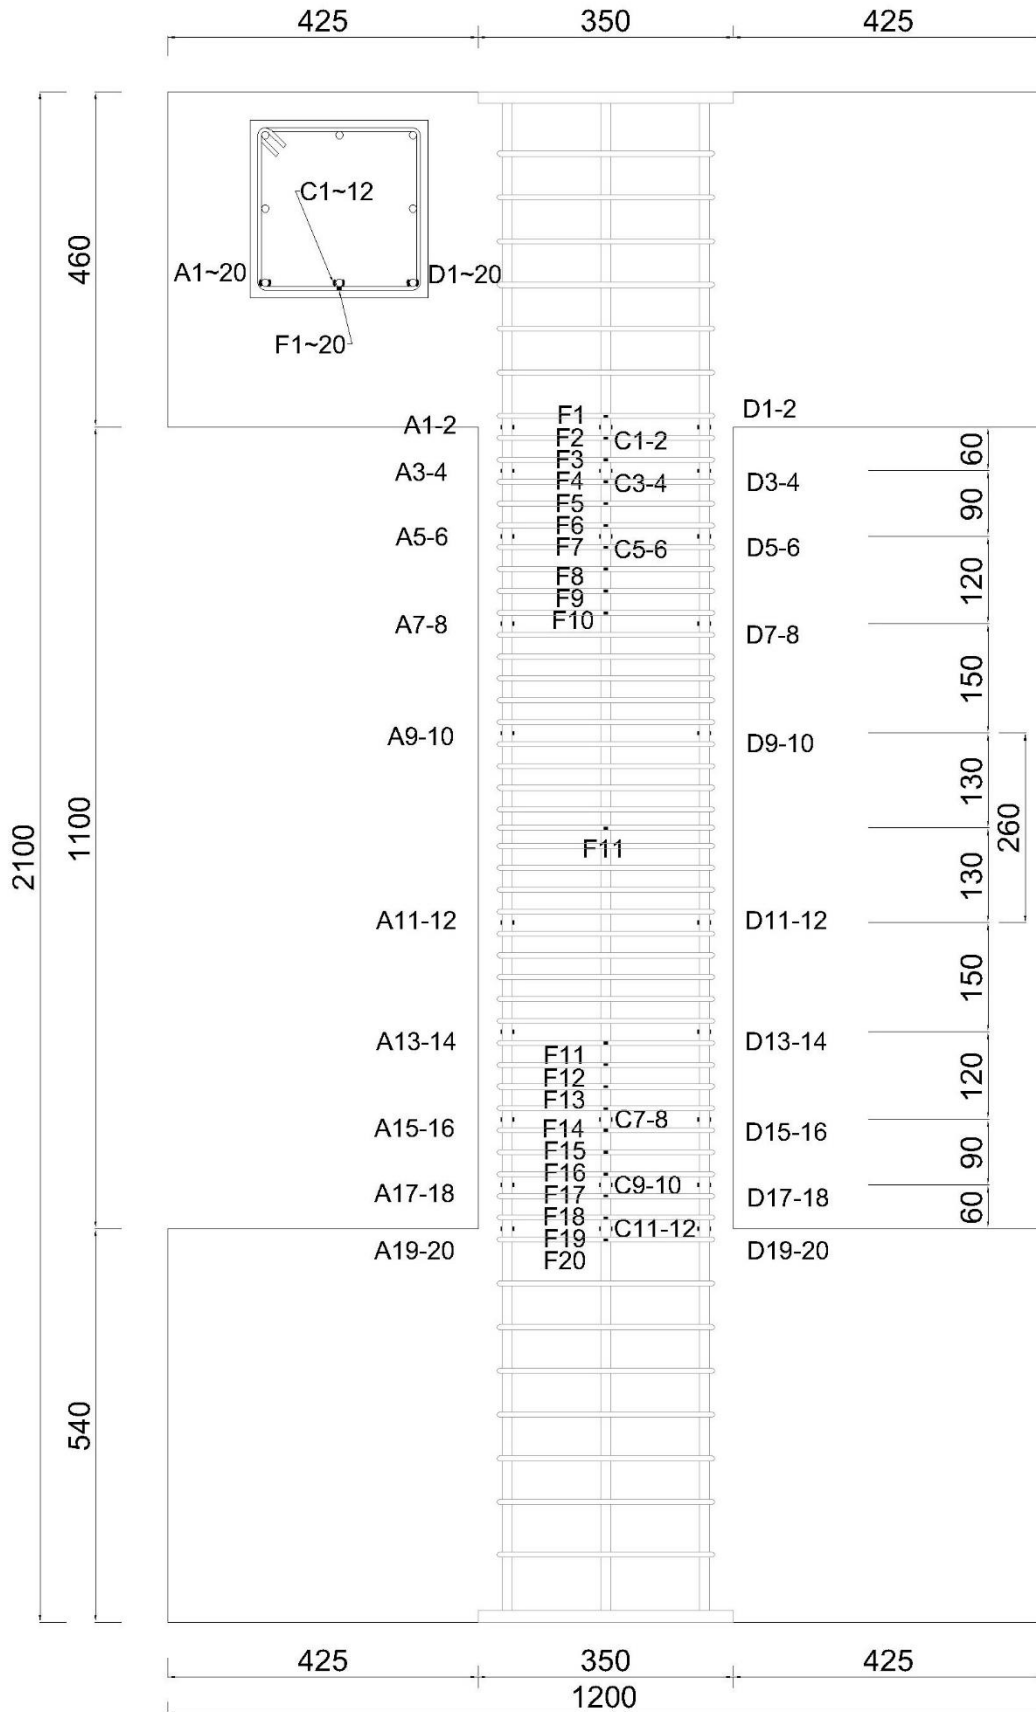 425 350 425
C1~12
A1~20 D1~20
F1~20
460
2100
1100
540
F1 D1-2
A1-2 F2 C1-2
F3
A3-4 F4 C3-4 D3-4
F5
A5-6 F6
F7 C5-6 D5-6
F8
F9
A7-8 F10 D7-8
A9-10 D9-10
F11
A11-12 D11-12
A13-14 F11 D13-14
F12
F13
A15-16 F14 C7-8 D15-16
F15
F16
A17-18 F17 C9-10 D17-18
F18
A19-20 F19 C11-12 D19-20
F20
60
90
120
150
130
260
130
150
120
90
60
425 350 425
1200